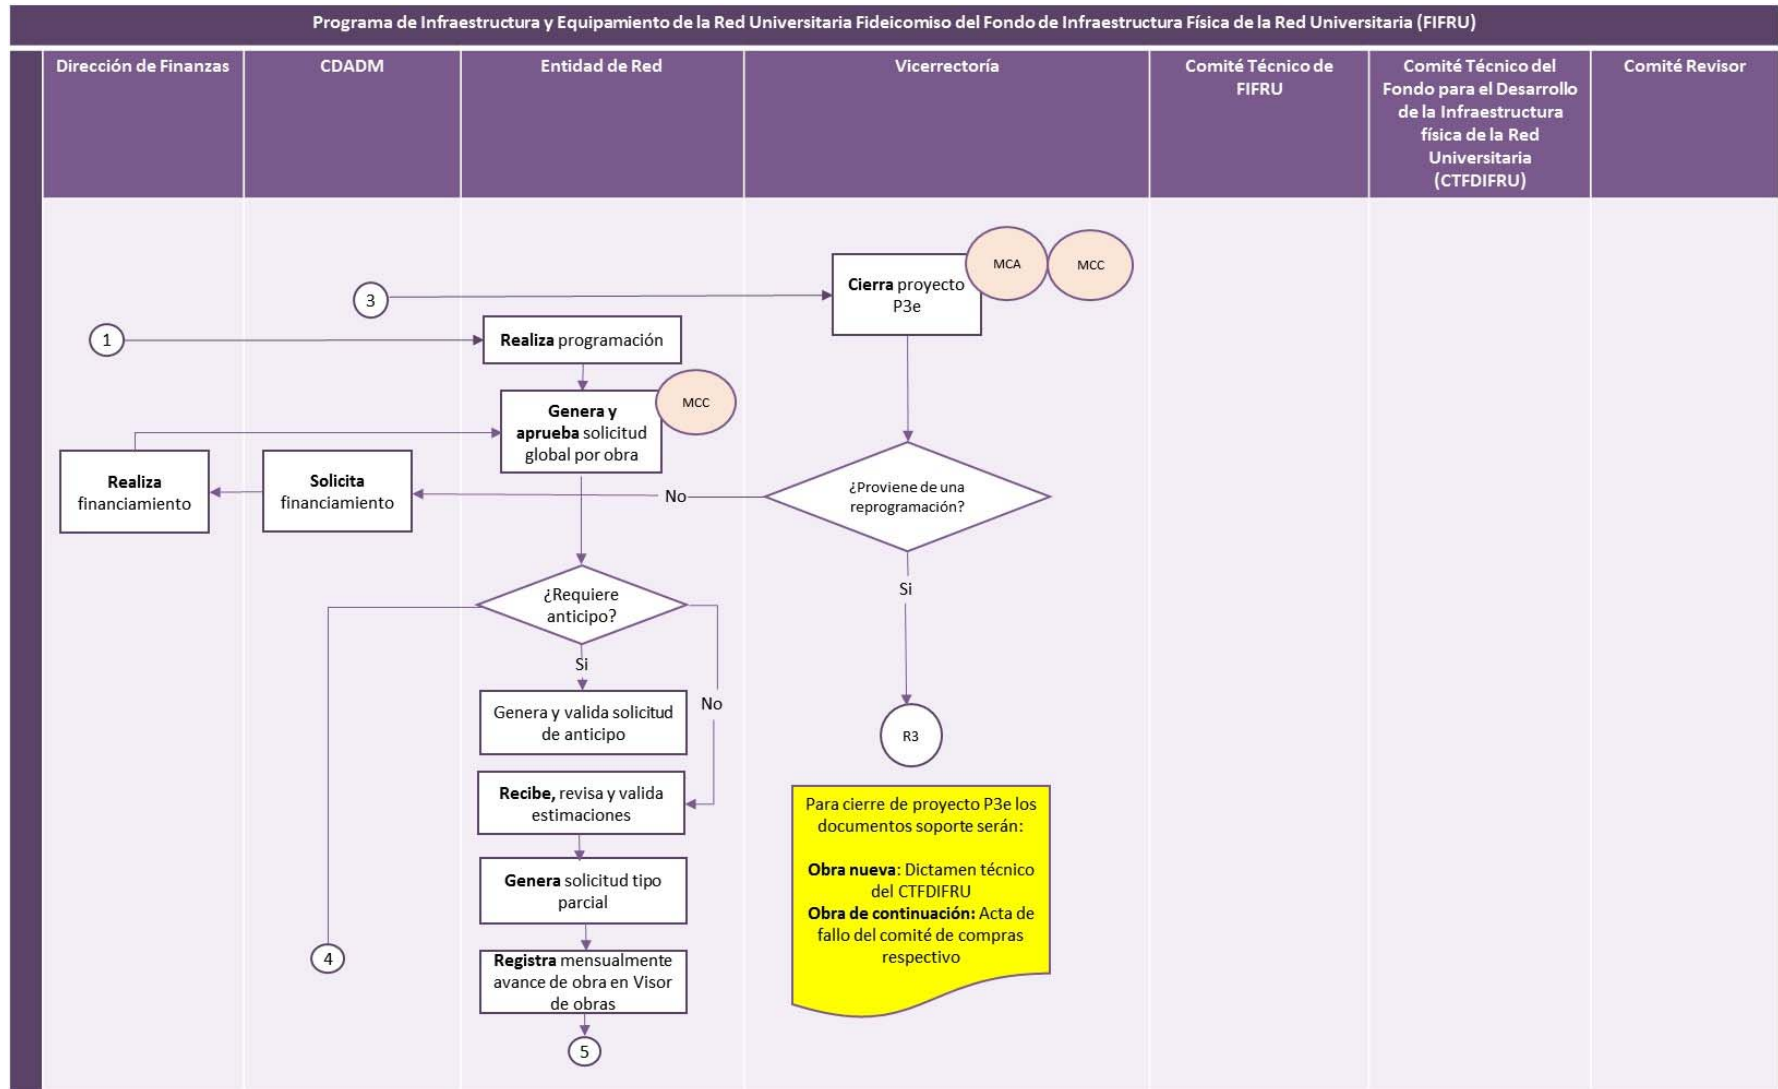 Programa de Infraestructura y Equipamiento de la Red Universitaria Fideicomiso del Fondo de Infraestructura Física de la Red Universitaria (FIFRU)
Dirección de Finanzas
CDADM
Entidad de Red
Vicerrectoría
Comité Técnico de
FIFRU
Comité Técnico del
Fondo para el Desarrollo
de la Infraestructura
física de la Red
Universitaria
(CTFDIFRU)
Comité Revisor
MCA
MCC
Cierra proyecto
P3e
3
1
Realiza programación
MCC
Genera y
aprueba solicitud
global por obra
Realiza
financiamiento
Solicita
financiamiento
No
¿Proviene de una
reprogramación?
Si
¿Requiere
anticipo?
Si
No
Genera y valida solicitud
de anticipo
R3
Recibe, revisa y valida
estimaciones
Para cierre de proyecto P3e los
documentos soporte serán:
Obra nueva: Dictamen técnico
del CTFDIFRU
Obra de continuación: Acta de
fallo del comité de compras
respectivo
Genera solicitud tipo
parcial
4
Registra mensualmente
avance de obra en Visor
de obras
5